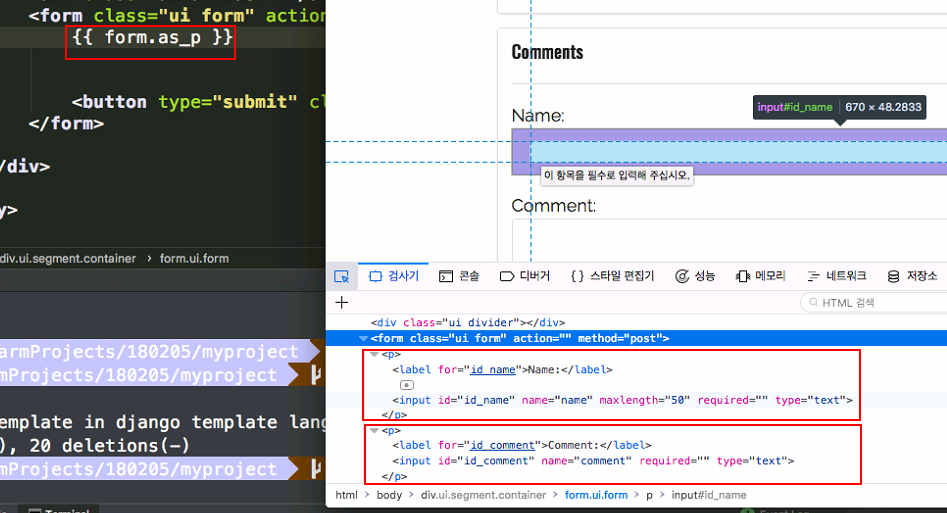 <form class="ui form" action
{{ form.as_p }}
<button type="submit" cl
</form>
/div>
y>
div.ui.segment.container › form.ui.form
armProjects/180205/myproject
mProjects/180205/myproject
emplate in django template lang
), 20 deletions(-)
mProjects/180205/myproject
Terminal
Comments
Name:
input#id_name | 670 × 48.2833
이 항목을 필수로 입력해 주십시오.
Comment:
검사기 콘솔 디버거 {} 스타일 편집기 성능 메모리 네트워크 저장소
+ HTML 검색
<div class="ui divider"></div>
<form class="ui form" action="" method="post">
<p>
<label for="id_name">Name:</label>
<input id="id_name" name="name" maxlength="50" required="" type="text">
</p>
<p>
<label for="id_comment">Comment:</label>
<input id="id_comment" name="comment" required="" type="text">
</p>
html › body › div.ui.segment.container › form.ui.form › p › input#id_name
Event Log